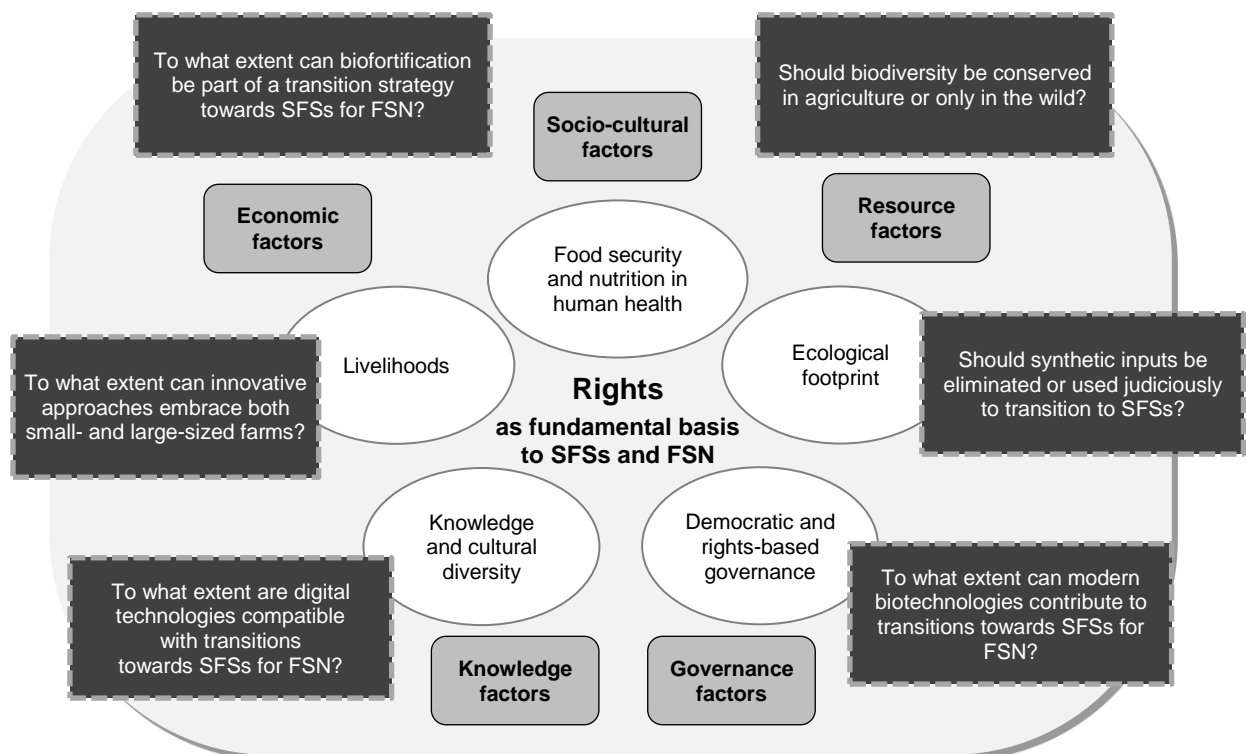 To what extent can biofortification
be part of a transition strategy
towards SFSs for FSN?
Should biodiversity be conserved
in agriculture or only in the wild?
Socio-cultural
factors
Economic
factors
Resource
factors
Food security
and nutrition in
human health
Livelihoods
Ecological
footprint
To what extent can innovative
approaches embrace both
small- and large-sized farms?
Should synthetic inputs be
eliminated or used judiciously
to transition to SFSs?
Rights
as fundamental basis
to SFSs and FSN
Knowledge
and cultural
diversity
Democratic and
rights-based
governance
To what extent are digital
technologies compatible
with transitions
towards SFSs for FSN?
To what extent can modern
biotechnologies contribute to
transitions towards SFSs for
FSN?
Knowledge
factors
Governance
factors